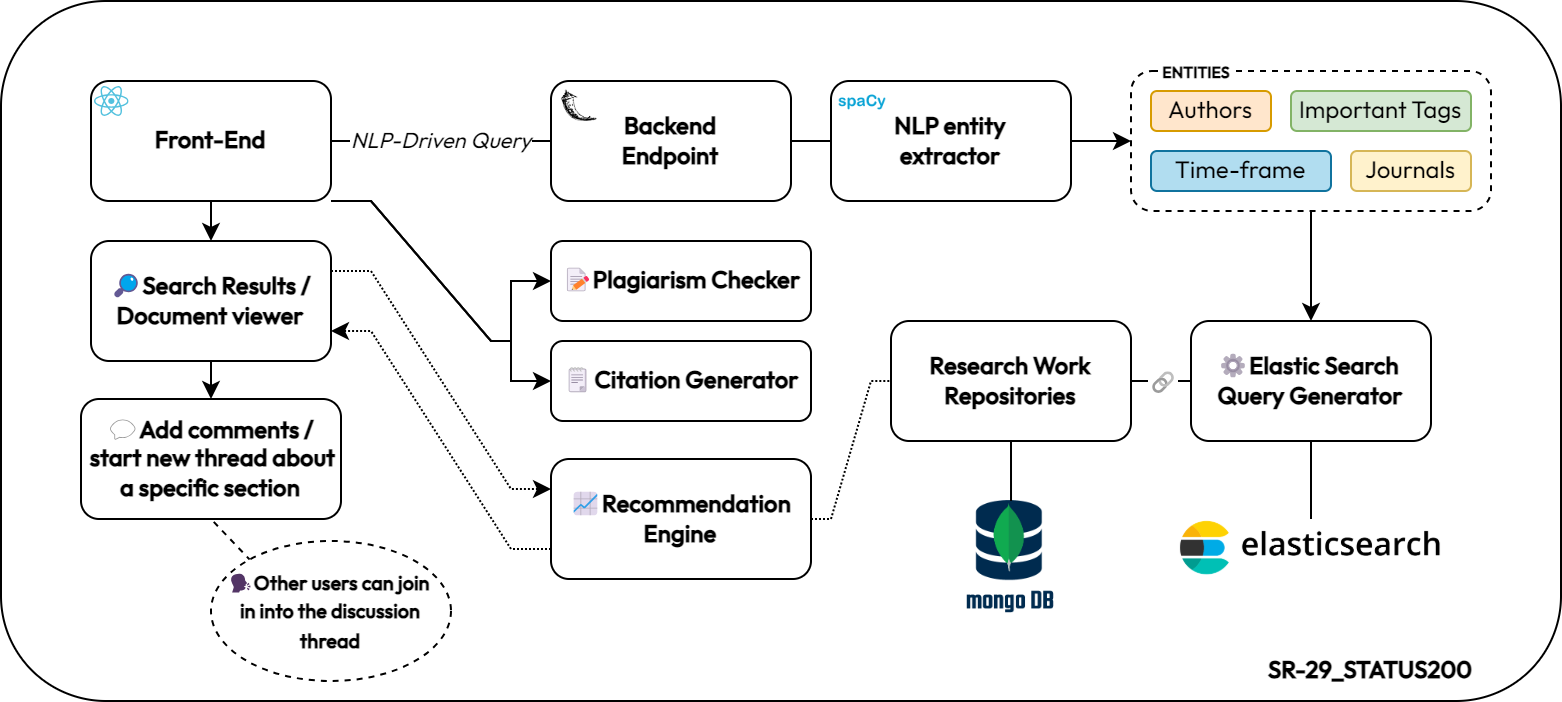 ENTITIES
spaCy
Front-End
NLP-Driven Query
Backend
Endpoint
NLP entity
extractor
Authors
Important Tags
Time-frame
Journals
Search Results /
Document viewer
Plagiarism Checker
Citation Generator
Research Work
Repositories
Elastic Search
Query Generator
Add comments /
start new thread about
a specific section
Recommendation
Engine
elasticsearch
mongo DB
Other users can join
in into the discussion
thread
SR-29_STATUS200